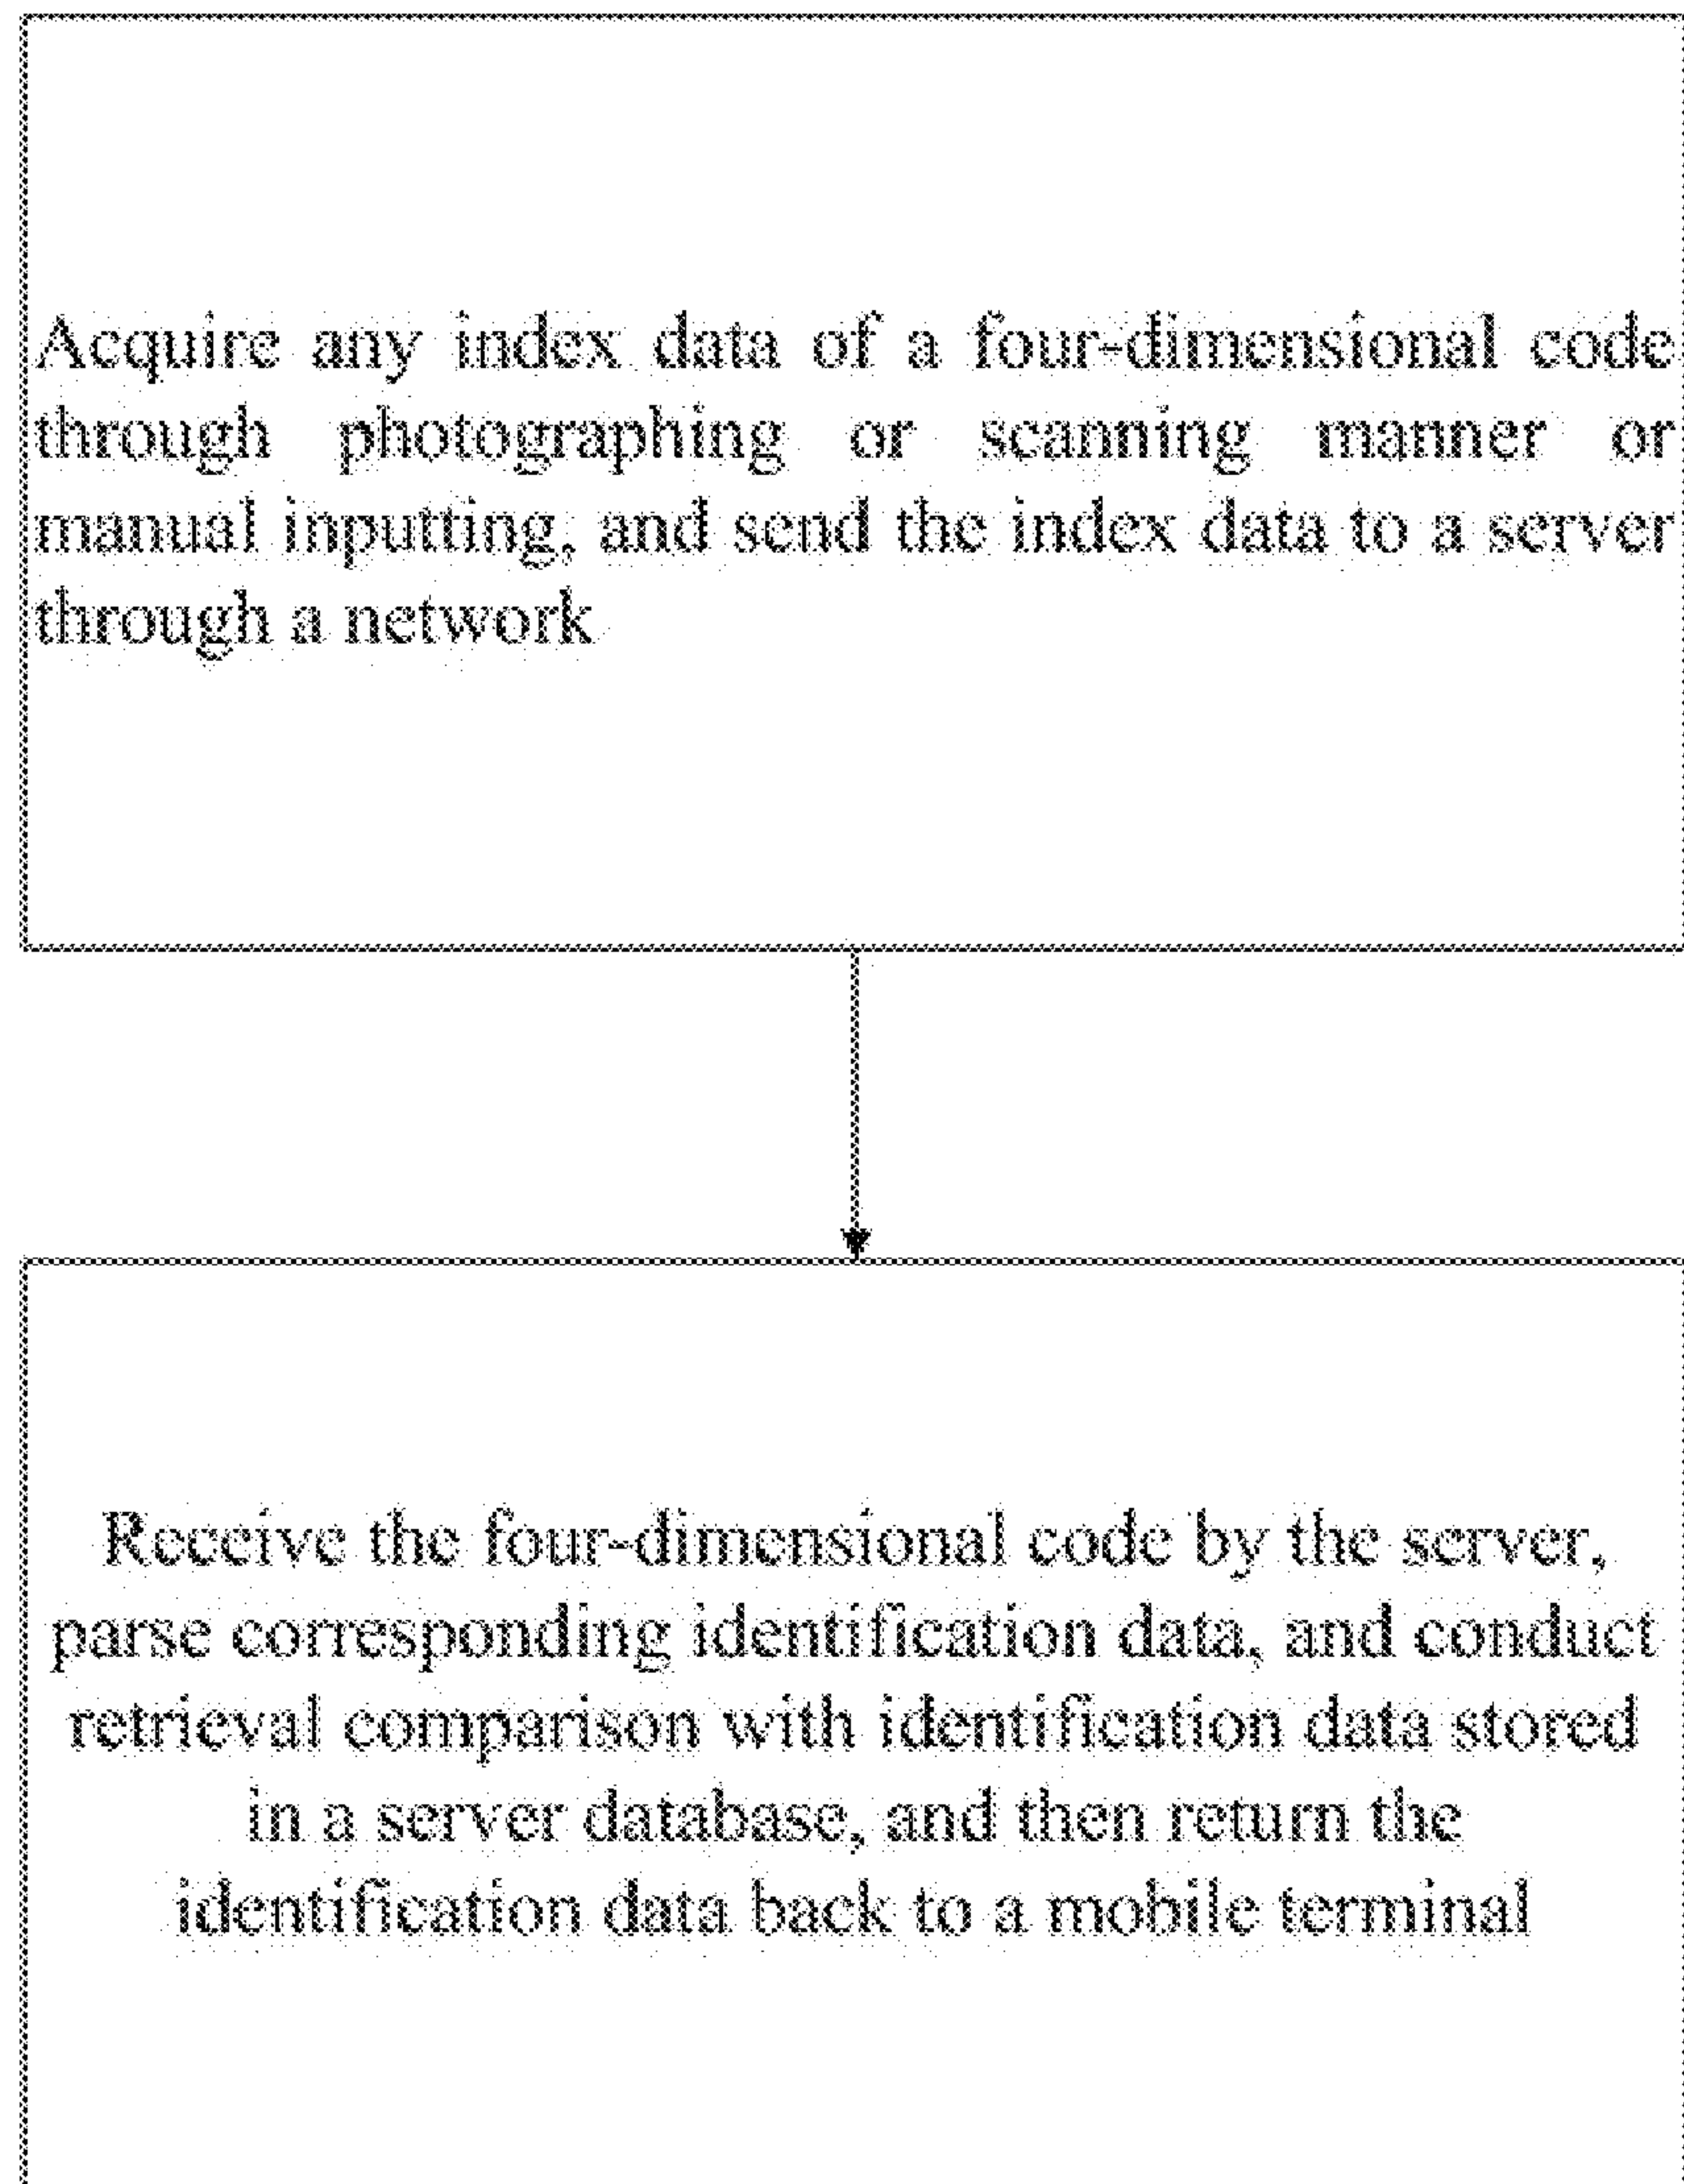 Acquire any index data of a four-dimensional code
through photographing or scanning manner or
manual inputting, and send the index data to a server
through a network
Receive the four-dimensional code by the server,
parse corresponding identification data, and conduct
retrieval comparison with identification data stored
in a server database, and then return the
identification data back to a mobile terminal